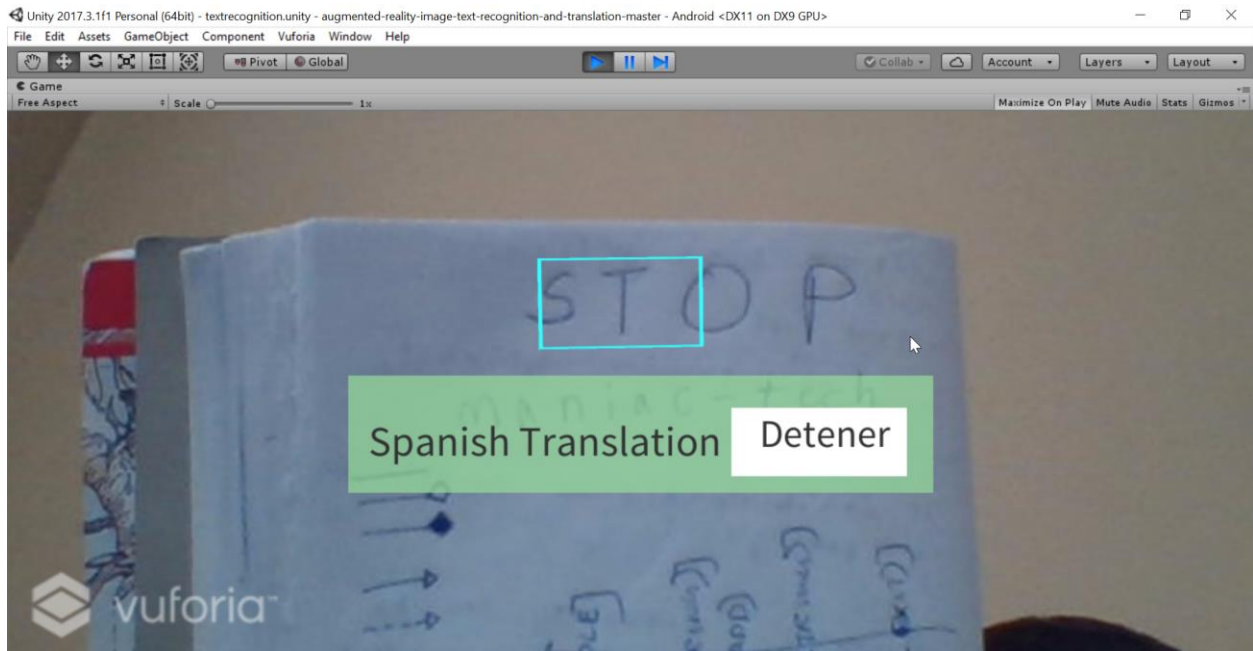 Unity 2017.3.1f1 Personal (64bit) - textrecognition.unity - augmented-reality-image-text-recognition-and-translation-master - Android <DX11 on DX9 GPU>
File Edit Assets GameObject Component Vuforia Window Help
Pivot Global Collab Account Layers Layout
Game
Free Aspect Scale 1x Maximize On Play Mute Audio Stats Gizmos
STOP
maniac-tech
Spanish Translation Detener
vuforia